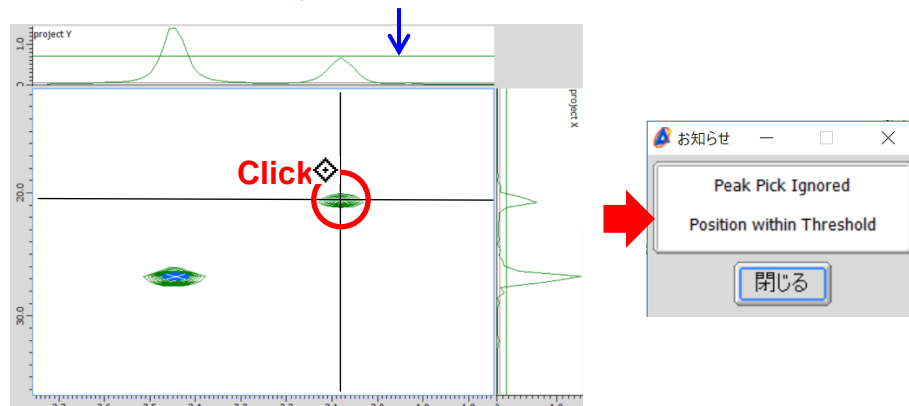 project Y
1.0
0
project X
Click
20.0
30.0
お知らせ
Peak Pick Ignored
Position within Threshold
閉じる